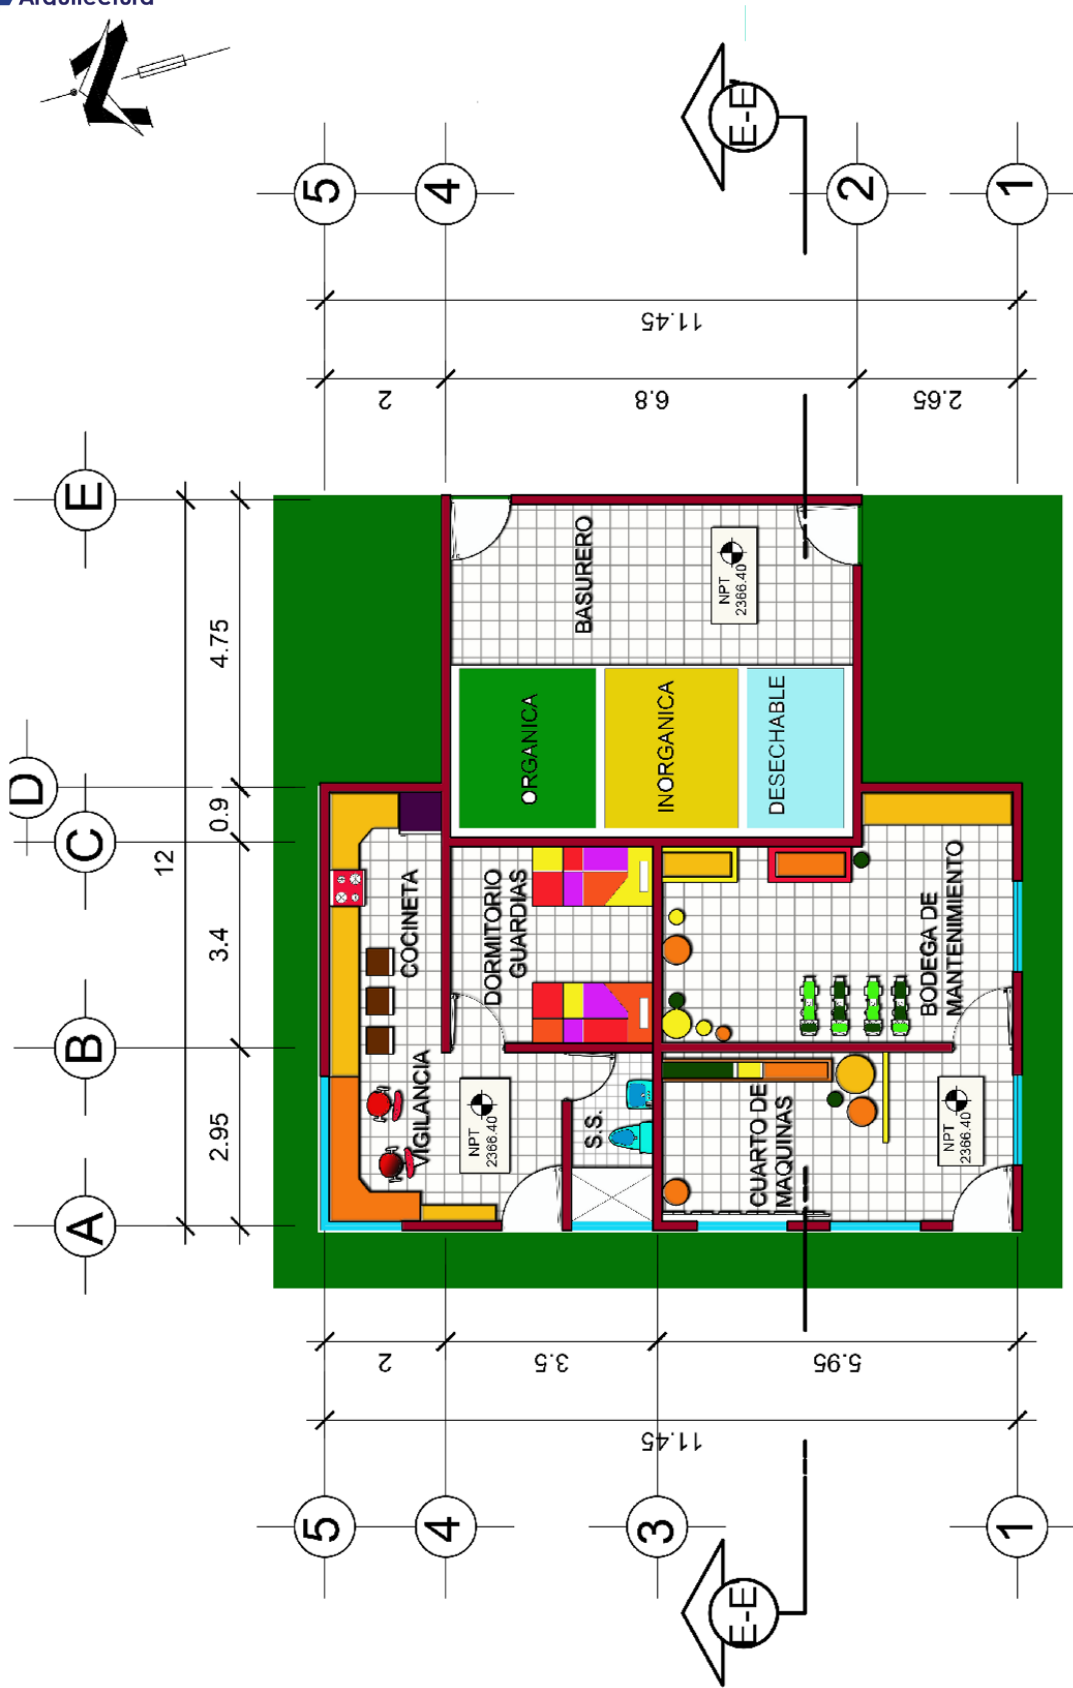 Arquitectura
5
4
2
1
E-E'
11.45
2
6.8
2.65
E
D
C
B
A
12
4.75
0.9
3.4
2.95
BASURERO
NPT
2366.40
ORGANICA
INORGANICA
DESECHABLE
COCINETA
DORMITORIO
GUARDIAS
BODEGA DE
MANTENIMIENTO
VIGILANCIA
NPT
2366.40
S.S.
CUARTO DE
MAQUINAS
NPT
2366.40
2
3.5
5.95
11.45
5
4
3
1
E-E